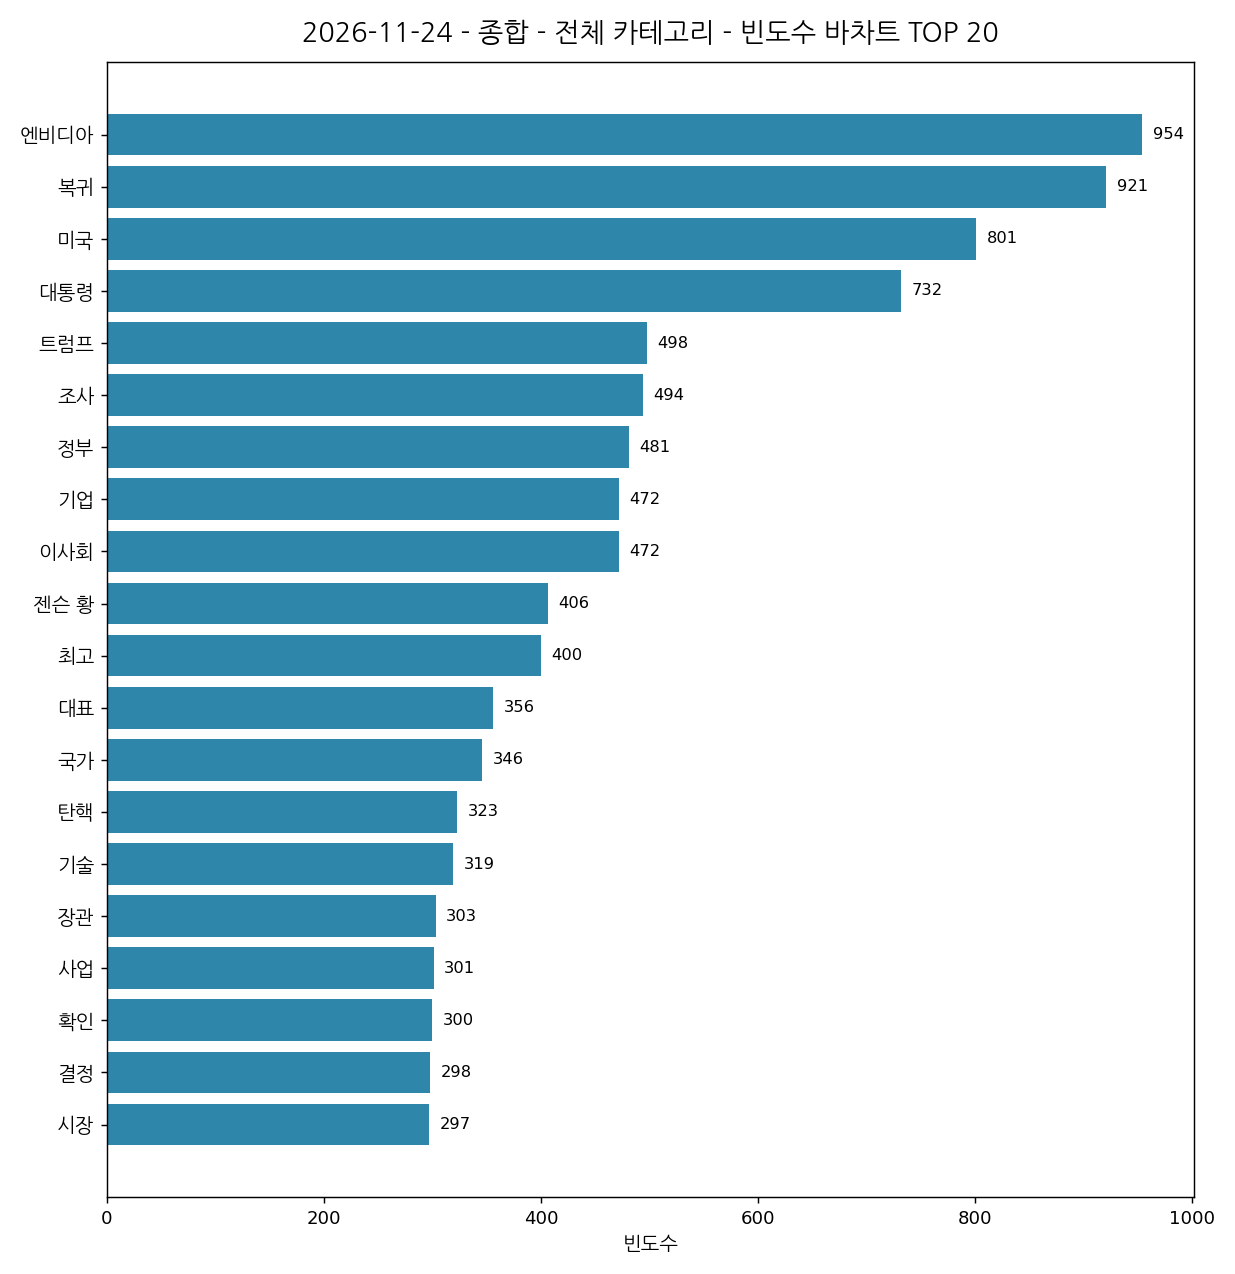 2026-11-24 - 종합 - 전체 카테고리 - 빈도수 바차트 TOP 20
엔비디아 954
복귀 921
미국 801
대통령 732
트럼프 498
조사 494
정부 481
기업 472
이사회 472
젠슨 황 406
최고 400
대표 356
국가 346
탄핵 323
기술 319
장관 303
사업 301
확인 300
결정 298
시장 297
0 200 400 600 800 1000
빈도수